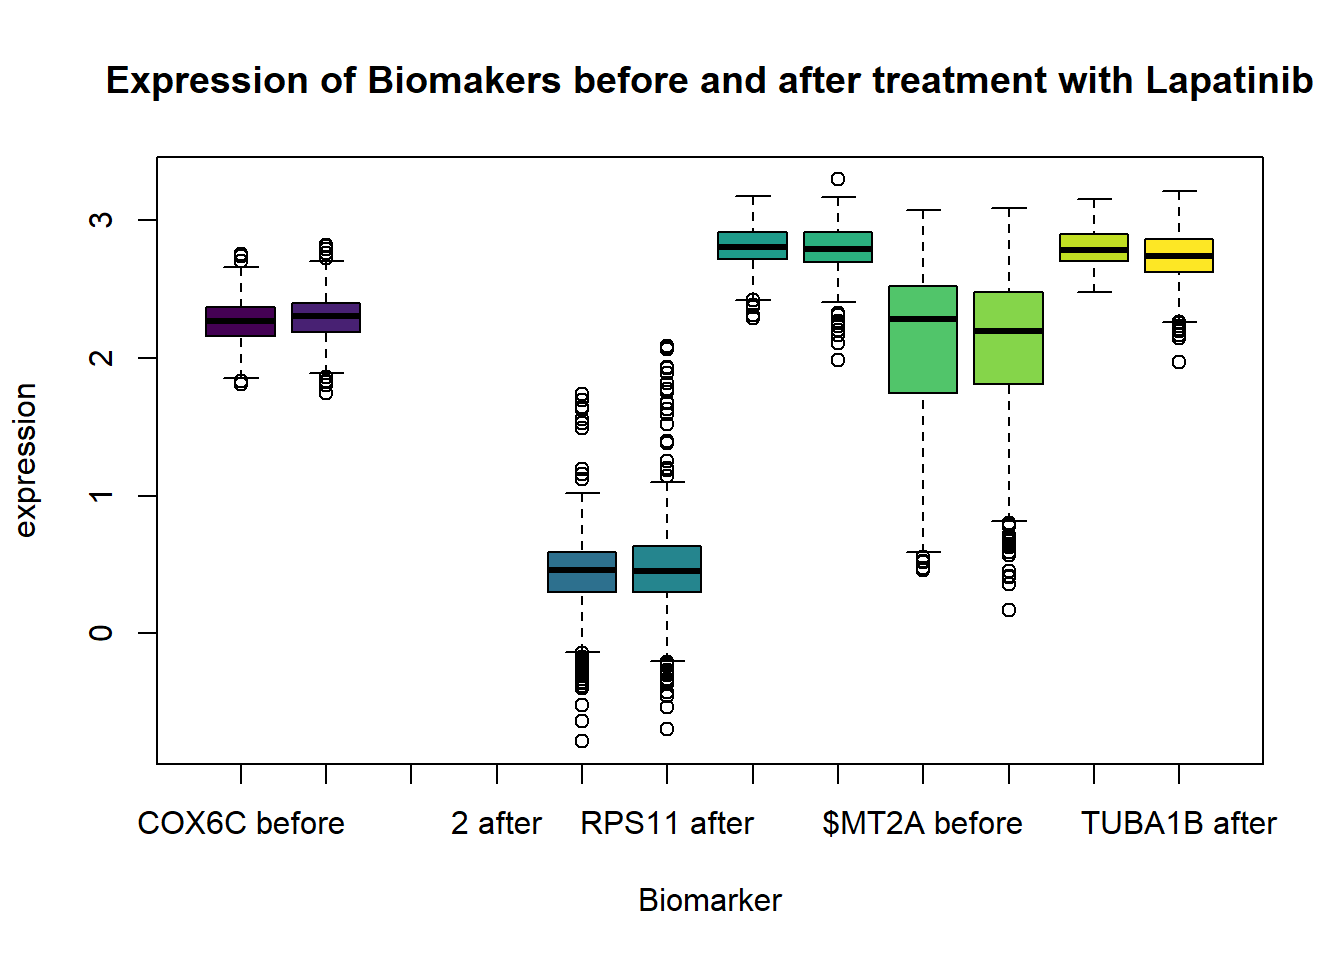 Expression of Biomakers before and after treatment with Lapatinib
expression
3
2
1
0
COX6C before 2 after RPS11 after $MT2A before TUBA1B after
Biomarker